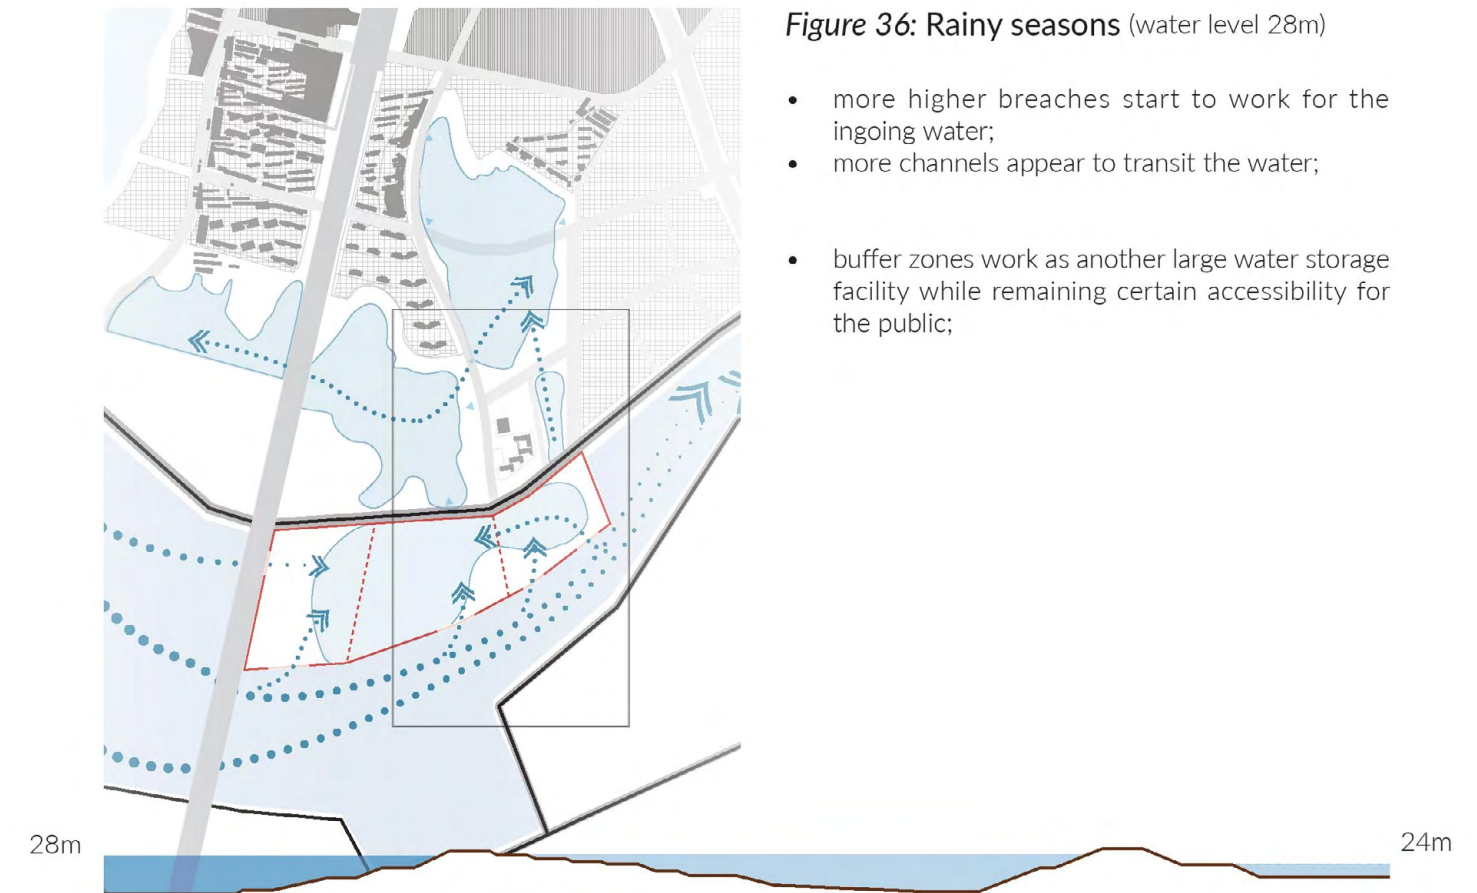 Figure 36: Rainy seasons (water level 28m)
• more higher breaches start to work for the
ingoing water;
• more channels appear to transit the water;
• buffer zones work as another large water storage
facility while remaining certain accessibility for
the public;
28m
24m